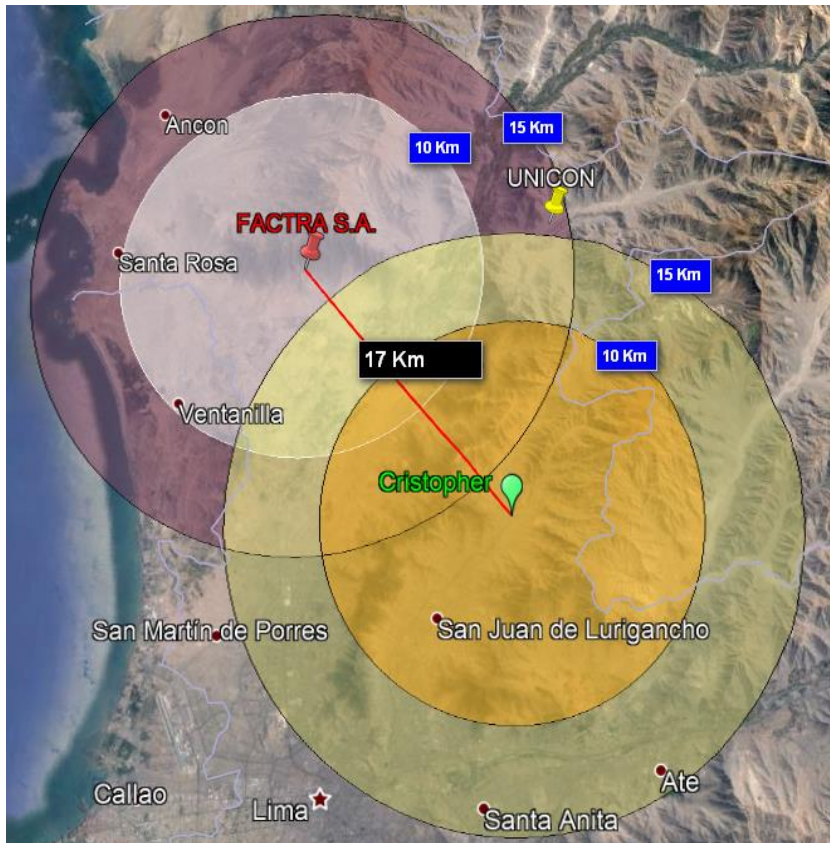 Ancon
10 Km
15 Km
UNICON
FACTRA S.A.
Santa Rosa
15 Km
10 Km
17 Km
Ventanilla
Cristopher
San Martín de Porres
San Juan de Lurigancho
Ate
Callao
Lima
Santa Anita